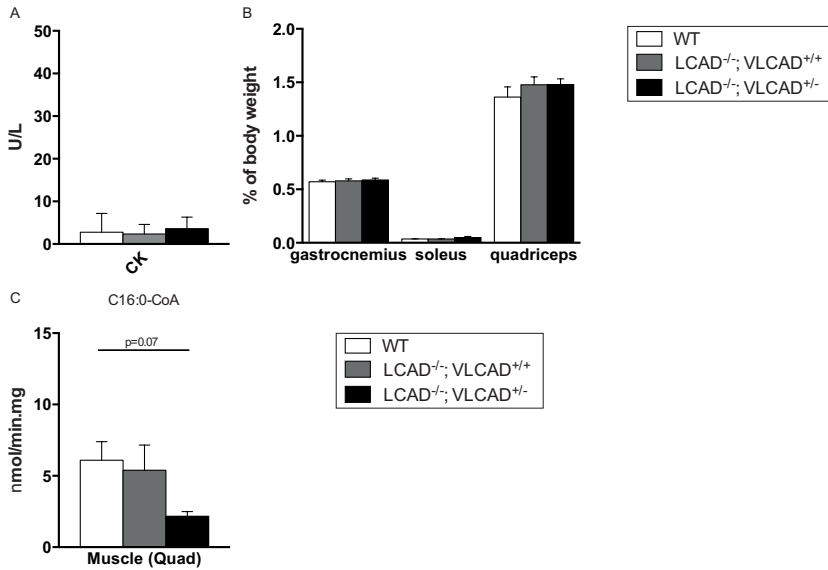 A
U/L
50
40
30
20
10
0
CK
B
% of body weight
2.0
1.5
1.0
0.5
0.0
gastrocnemius soleus quadriceps
WT
LCAD-/-; VLCAD+/+
LCAD-/-; VLCAD+/-
C
C16:0-CoA
nmol/min.mg
15
10
5
0
p=0.07
Muscle (Quad)
WT
LCAD-/-; VLCAD+/+
LCAD-/-; VLCAD+/-